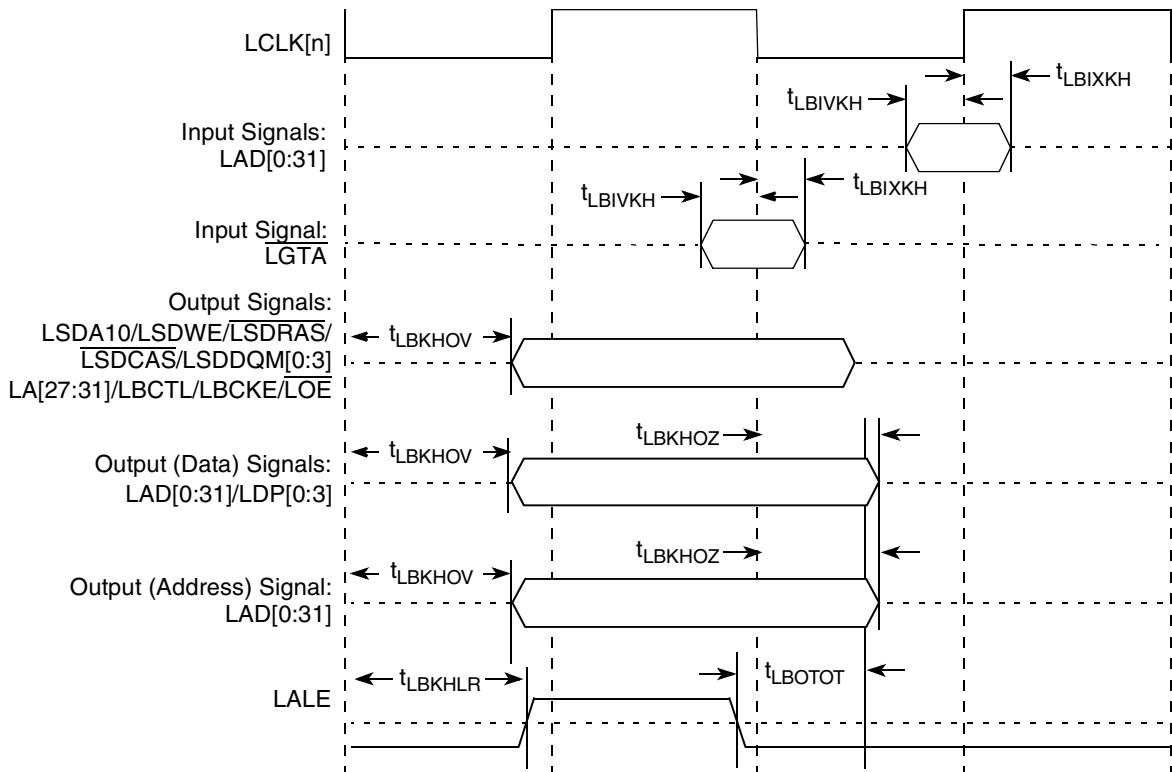 LCLK[n]
tLBIXKH
tLBIVKH
Input Signals:
LAD[0:31]
tLBIXKH
tLBIVKH
Input Signal:
LGTA
Output Signals:
LSDA10/LSDWE/LSDRAS/
LSDCAS/LSDDQM[0:3]
LA[27:31]/LBCTL/LBCKE/LOE
tLBKHOV
tLBKHOZ
tLBKHOV
Output (Data) Signals:
LAD[0:31]/LDP[0:3]
tLBKHOZ
tLBKHOV
Output (Address) Signal:
LAD[0:31]
tLBKHLR
tLBOTOT
LALE